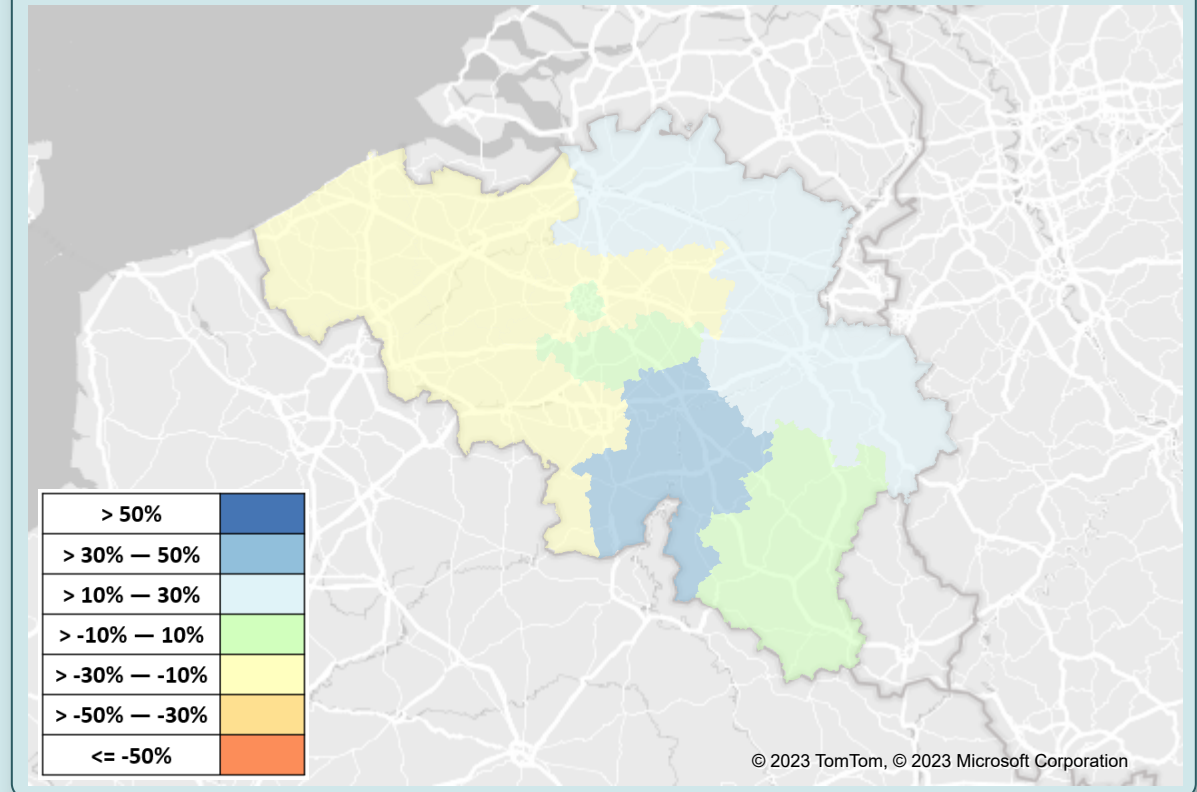 > 50%
> 30% — 50%
> 10% — 30%
> -10% — 10%
> -30% — -10%
> -50% — -30%
<= -50%
© 2023 TomTom, © 2023 Microsoft Corporation